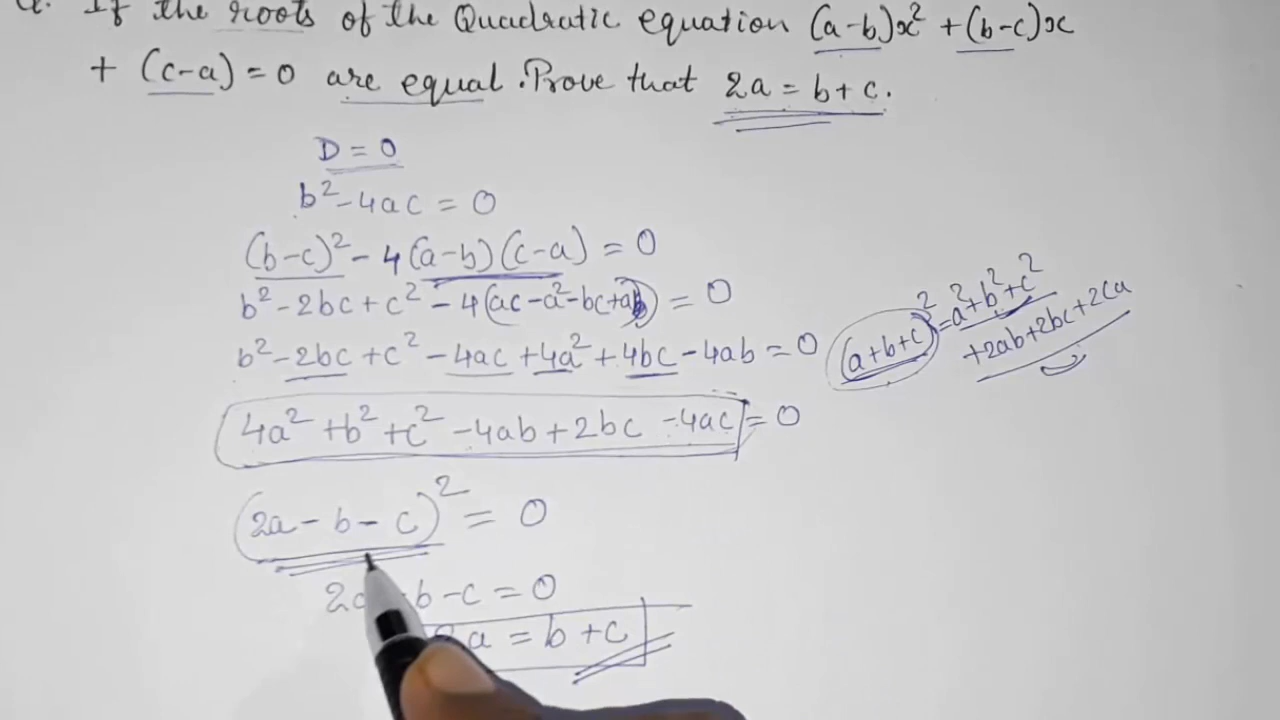 Q. If the roots of the Quadratic equation (a-b)x² + (b-c)x
+ (c-a) = 0 are equal. Prove that 2a = b + c.
D = 0
b² - 4ac = 0
(b-c)² - 4(a-b)(c-a) = 0
b² - 2bc + c² - 4(ac - a² - bc + ab) = 0
b² - 2bc + c² - 4ac + 4a² + 4bc - 4ab = 0
(a+b+c)² = a² + b² + c²
+ 2ab + 2bc + 2ca
4a² + b² + c² - 4ab + 2bc - 4ac = 0
(2a - b - c)² = 0
b - c = 0
a = b + c